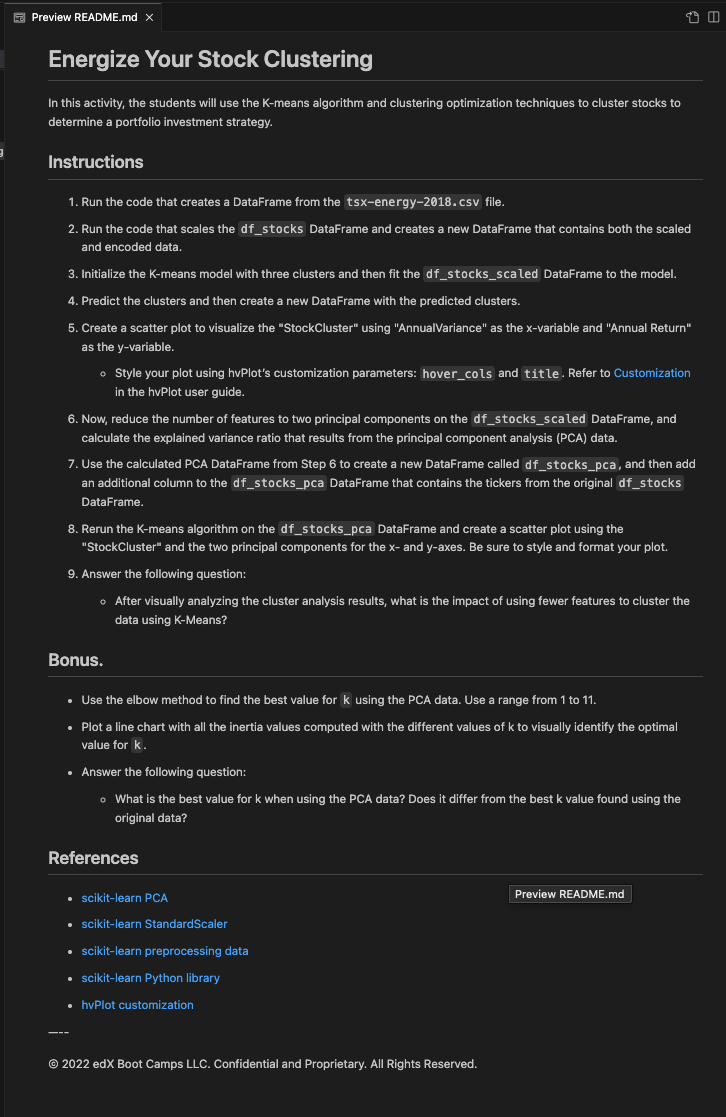 Preview README.md
Energize Your Stock Clustering
In this activity, the students will use the K-means algorithm and clustering optimization techniques to cluster stocks to
determine a portfolio investment strategy.
Instructions
1. Run the code that creates a DataFrame from the tsx-energy-2018.csv file.
2. Run the code that scales the df_stocks DataFrame and creates a new DataFrame that contains both the scaled
and encoded data.
3. Initialize the K-means model with three clusters and then fit the df_stocks_scaled DataFrame to the model.
4. Predict the clusters and then create a new DataFrame with the predicted clusters.
5. Create a scatter plot to visualize the "StockCluster" using "AnnualVariance" as the x-variable and "Annual Return"
as the y-variable.
Style your plot using hvPlot’s customization parameters: hover_cols and title. Refer to Customization
in the hvPlot user guide.
6. Now, reduce the number of features to two principal components on the df_stocks_scaled DataFrame, and
calculate the explained variance ratio that results from the principal component analysis (PCA) data.
7. Use the calculated PCA DataFrame from Step 6 to create a new DataFrame called df_stocks_pca, and then add
an additional column to the df_stocks_pca DataFrame that contains the tickers from the original df_stocks
DataFrame.
8. Rerun the K-means algorithm on the df_stocks_pca DataFrame and create a scatter plot using the
"StockCluster" and the two principal components for the x- and y-axes. Be sure to style and format your plot.
9. Answer the following question:
After visually analyzing the cluster analysis results, what is the impact of using fewer features to cluster the
data using K-Means?
Bonus.
Use the elbow method to find the best value for k using the PCA data. Use a range from 1 to 11.
Plot a line chart with all the inertia values computed with the different values of k to visually identify the optimal
value for k.
Answer the following question:
What is the best value for k when using the PCA data? Does it differ from the best k value found using the
original data?
References
scikit-learn PCA
Preview README.md
scikit-learn StandardScaler
scikit-learn preprocessing data
scikit-learn Python library
hvPlot customization
—--
© 2022 edX Boot Camps LLC. Confidential and Proprietary. All Rights Reserved.